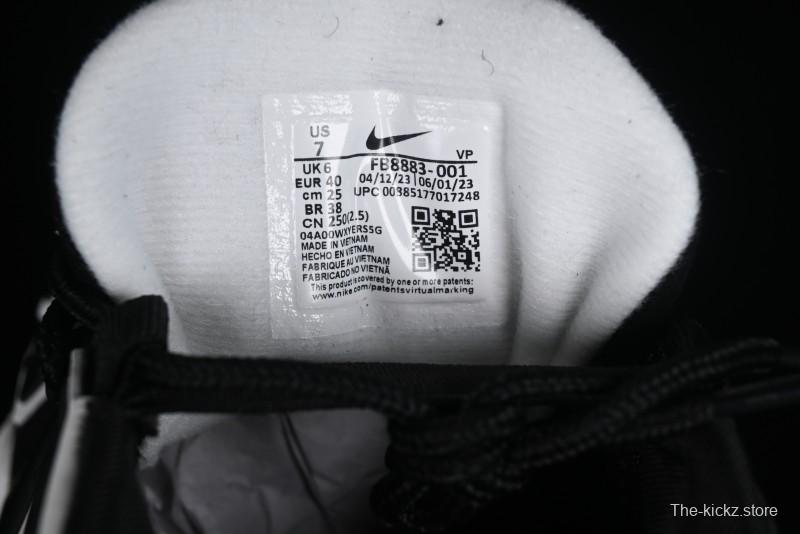 US
7
VP
UK 6 FB8883-001
EUR 40 04/12/23 | 06/01/23
cm 25 UPC 00385177017248
BR 38
CN 250(2.5)
04A00WXYERSSG
MADE IN VIETNAM
HECHO EN VIETNAM
FABRIQUE AU VIETNAM
FABRICADO NO VIETNÃ
This product is covered by one or more patents:
www.nike.com/patentsvirtualmarking
The-kickz.store